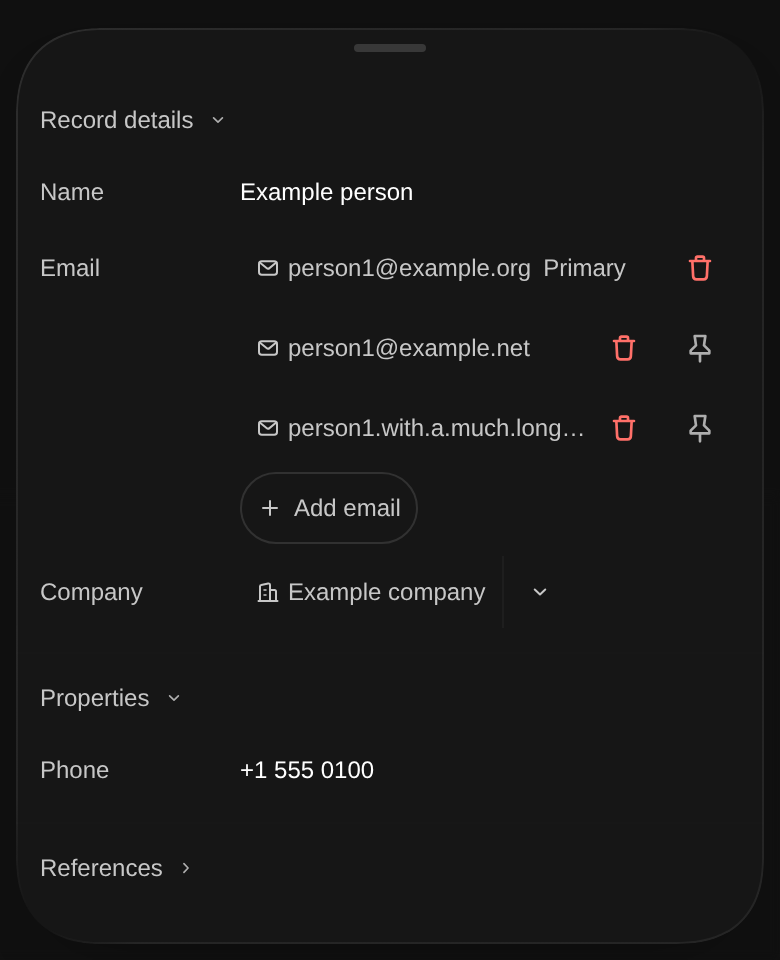 Record details
Name Example person
Email person1@example.org Primary
person1@example.net
person1.with.a.much.long…
+ Add email
Company Example company
Properties
Phone +1 555 0100
References